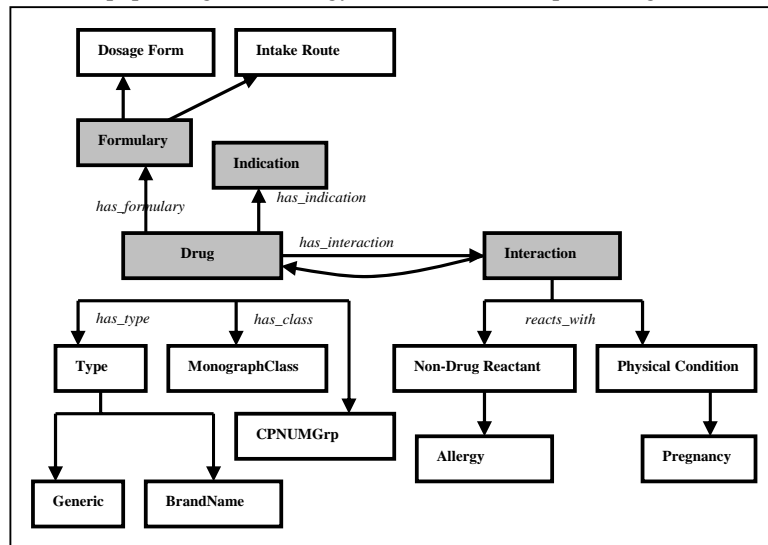 Dosage Form
Intake Route
Formulary
Indication
has_formulary
has_indication
Drug
has_interaction
Interaction
has_type
has_class
reacts_with
Type
MonographClass
Non-Drug Reactant
Physical Condition
CPNUMGrp
Allergy
Pregnancy
Generic
BrandName